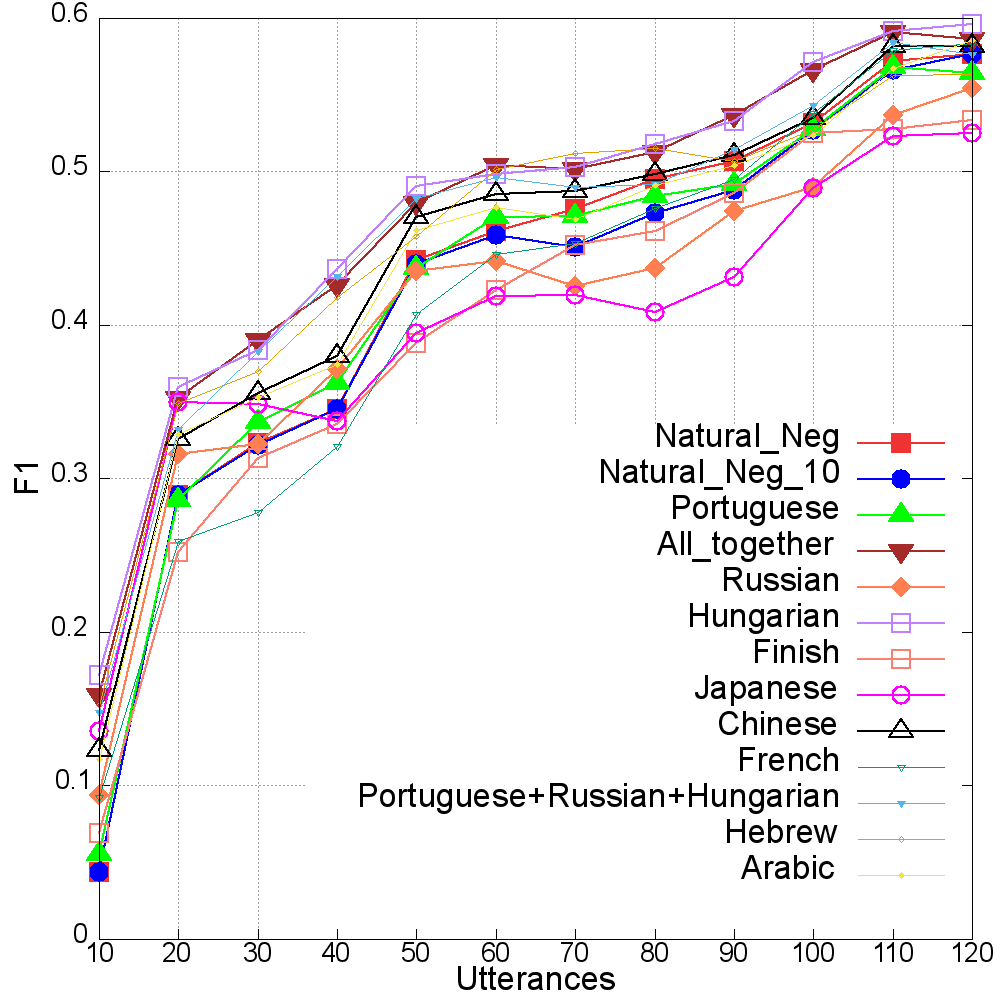 0.6
0.5
0.4
0.3
0.2
0.1
0
F1
10 20 30 40 50 60 70 80 90 100 110 120
Utterances
Natural_Neg
Natural_Neg_10
Portuguese
All_together
Russian
Hungarian
Finish
Japanese
Chinese
French
Portuguese+Russian+Hungarian
Hebrew
Arabic